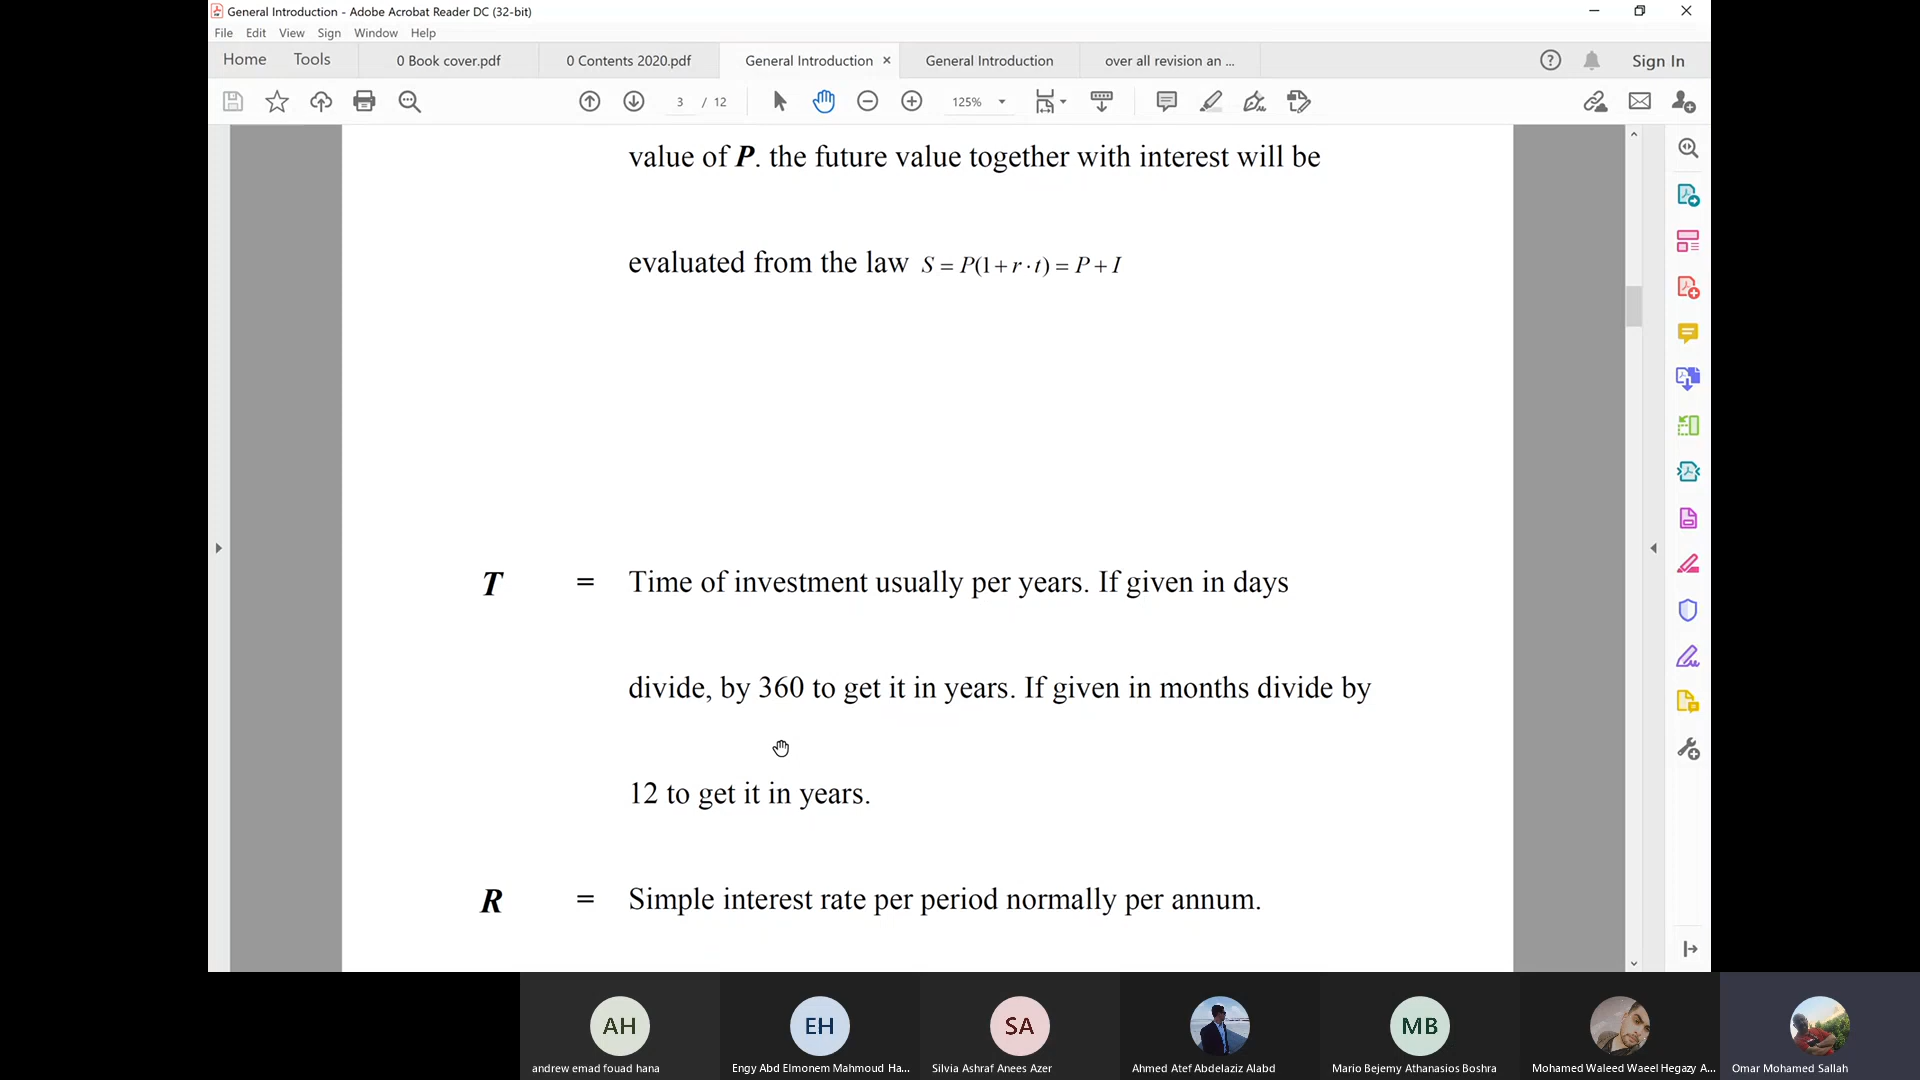 General Introduction - Adobe Acrobat Reader DC (32-bit)
File Edit View Sign Window Help
Home Tools 0 Book cover.pdf 0 Contents 2020.pdf General Introduction × General Introduction over all revision an ... Sign In
3 / 12 125%
value of P. the future value together with interest will be
evaluated from the law S = P(1 + r · t) = P + I
T = Time of investment usually per years. If given in days
divide, by 360 to get it in years. If given in months divide by
12 to get it in years.
R = Simple interest rate per period normally per annum.
AH EH SA MB
andrew emad fouad hana Engy Abd Elmonem Mahmoud Ha... Silvia Ashraf Anees Azer Ahmed Atef Abdelaziz Alabd Mario Bejemy Athanasios Boshra Mohamed Waleed Wael Hegazy A... Omar Mohamed Sallah